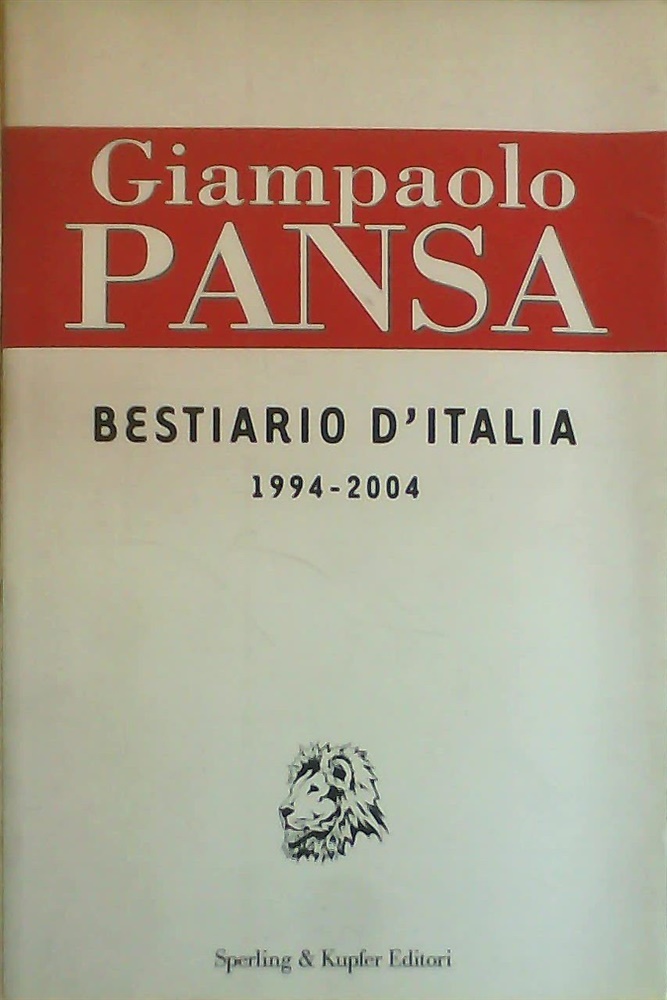 Giampaolo
PANSA
BESTIARIO D'ITALIA
1994-2004
Sperling & Kupfer Editori